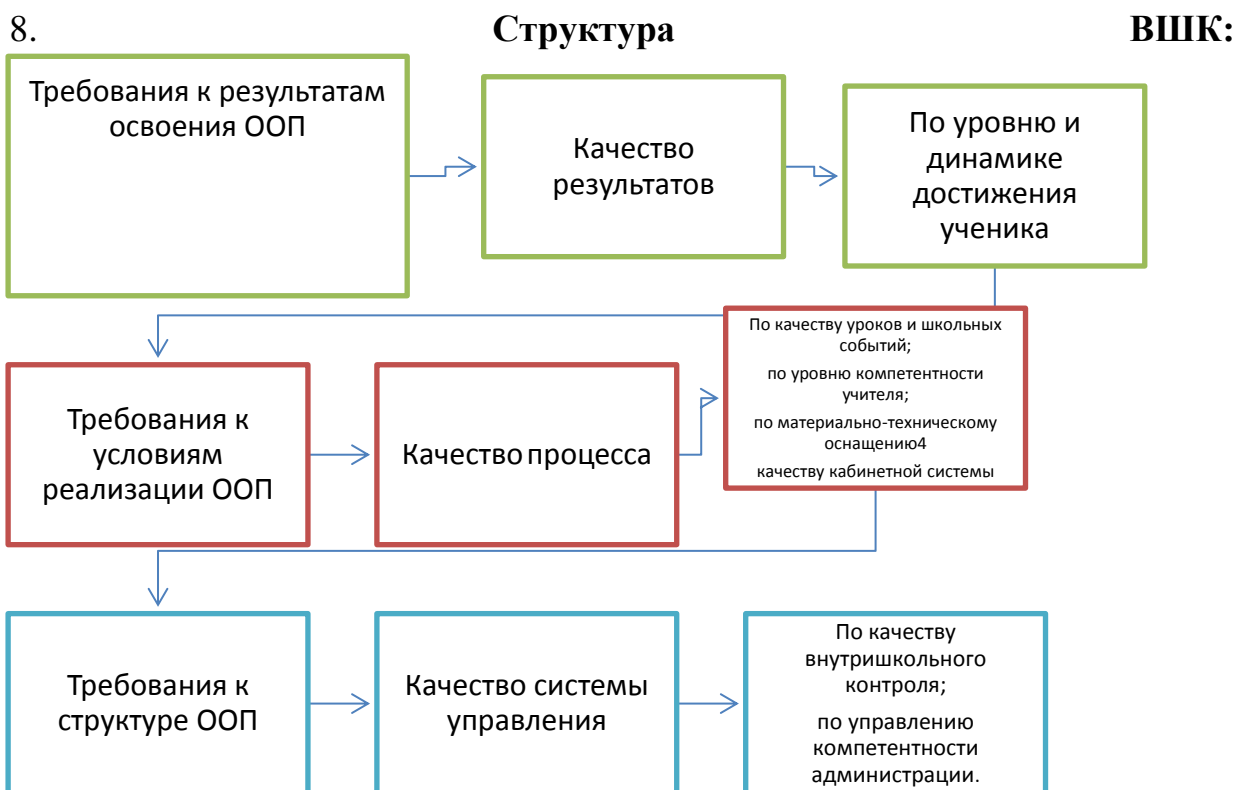 8. Структура ВШК:
Требования к результатам
освоения ООП
Качество
результатов
По уровню и
динамике
достижения
ученика
Требования к
условиям
реализации ООП
Качество процесса
По качеству уроков и школьных
событий;
по уровню компетентности
учителя;
по материально-техническому
оснащению4
качеству кабинетной системы
Требования к
структуре ООП
Качество системы
управления
По качеству
внутришкольного
контроля;
по управлению
компетентности
администрации.